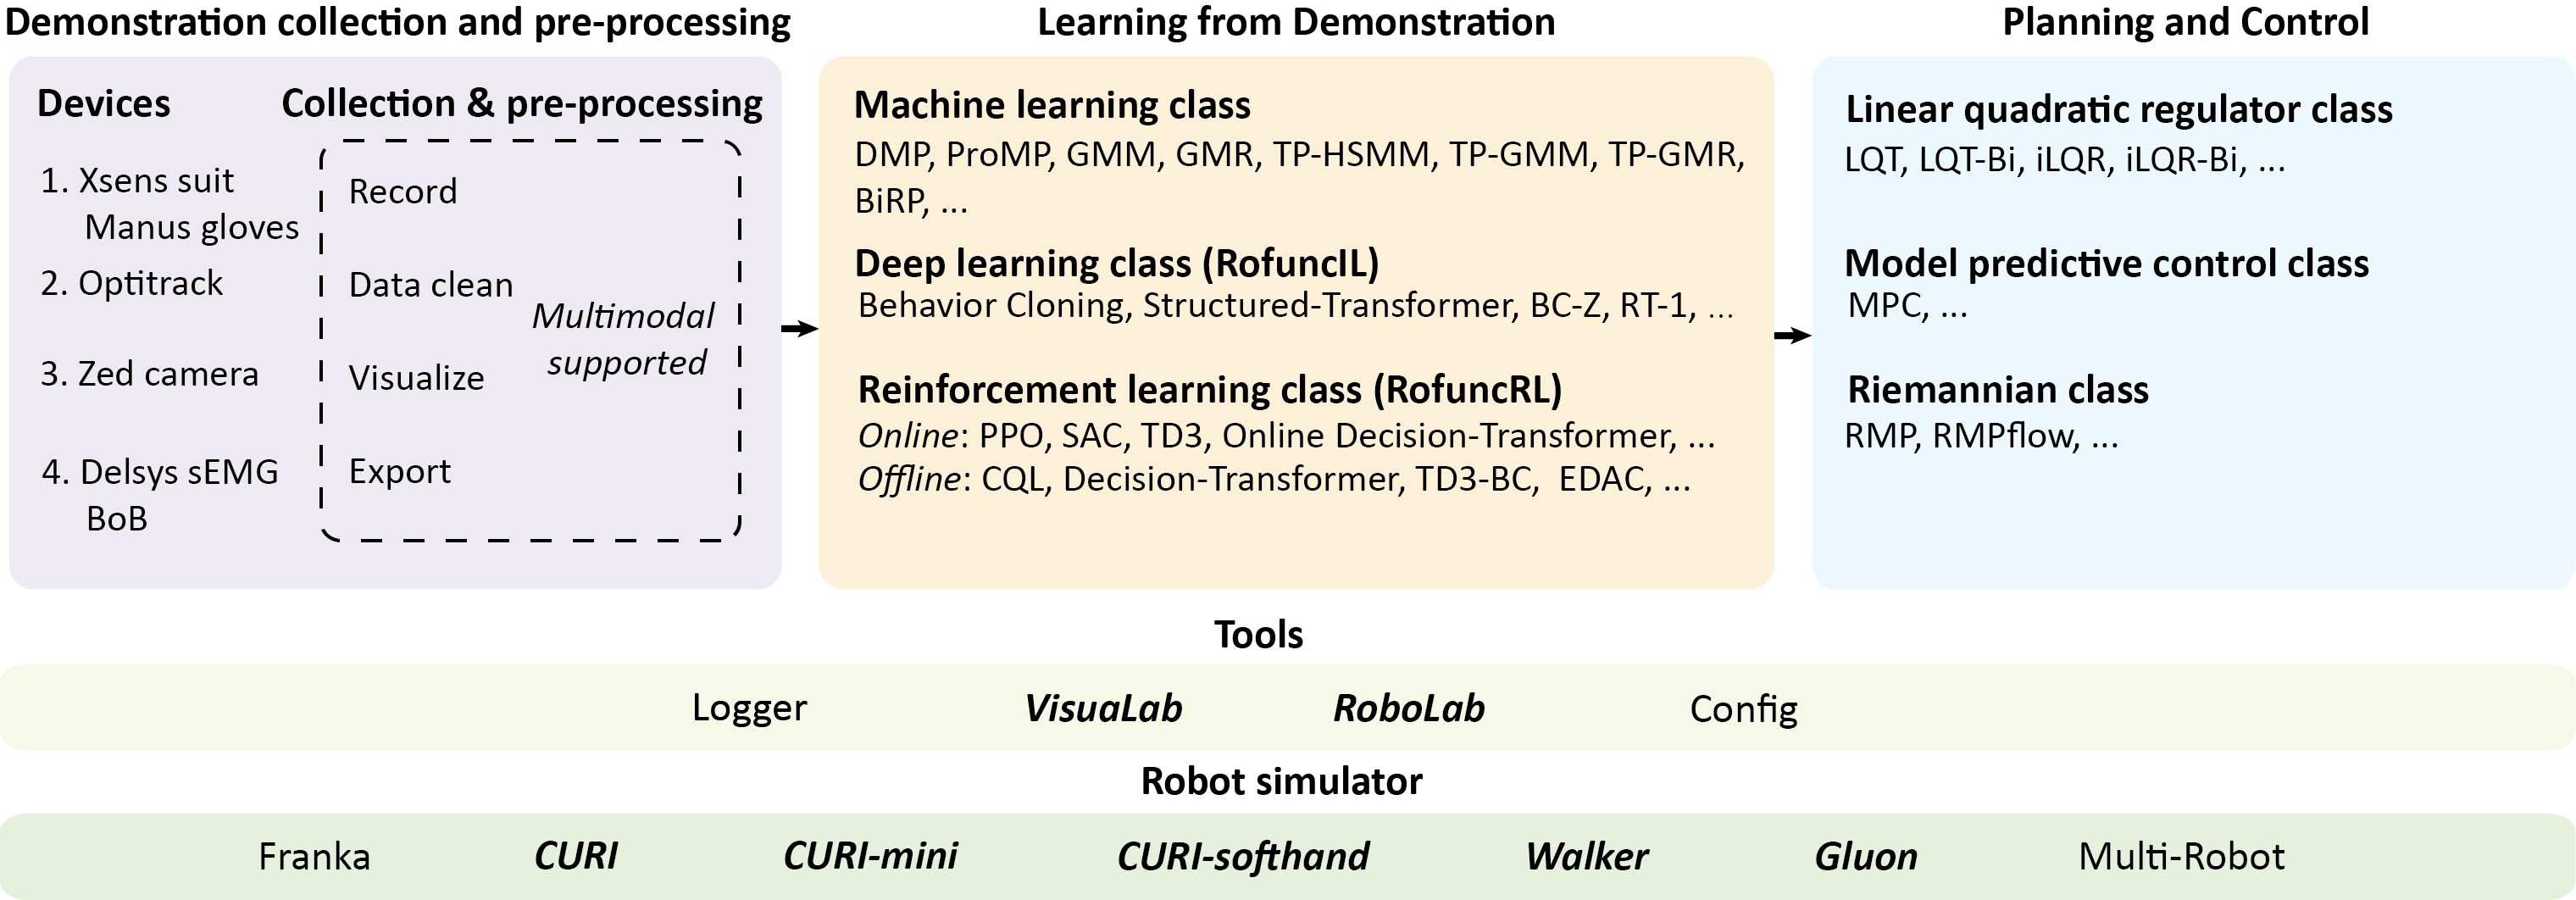 Demonstration collection and pre-processing
Devices
Collection & pre-processing
1. Xsens suit
Manus gloves
2. Optitrack
3. Zed camera
4. Delsys sEMG
BoB
Record
Data clean
Visualize
Export
Multimodal
supported
Learning from Demonstration
Machine learning class
DMP, ProMP, GMM, GMR, TP-HSMM, TP-GMM, TP-GMR,
BiRP, ...
Deep learning class (RofuncIL)
Behavior Cloning, Structured-Transformer, BC-Z, RT-1, ...
Reinforcement learning class (RofuncRL)
Online: PPO, SAC, TD3, Online Decision-Transformer, ...
Offline: CQL, Decision-Transformer, TD3-BC, EDAC, ...
Planning and Control
Linear quadratic regulator class
LQT, LQT-Bi, iLQR, iLQR-Bi, ...
Model predictive control class
MPC, ...
Riemannian class
RMP, RMPflow, ...
Tools
Logger VisuaLab RoboLab Config
Robot simulator
Franka CURI CURI-mini CURI-softhand Walker Gluon Multi-Robot